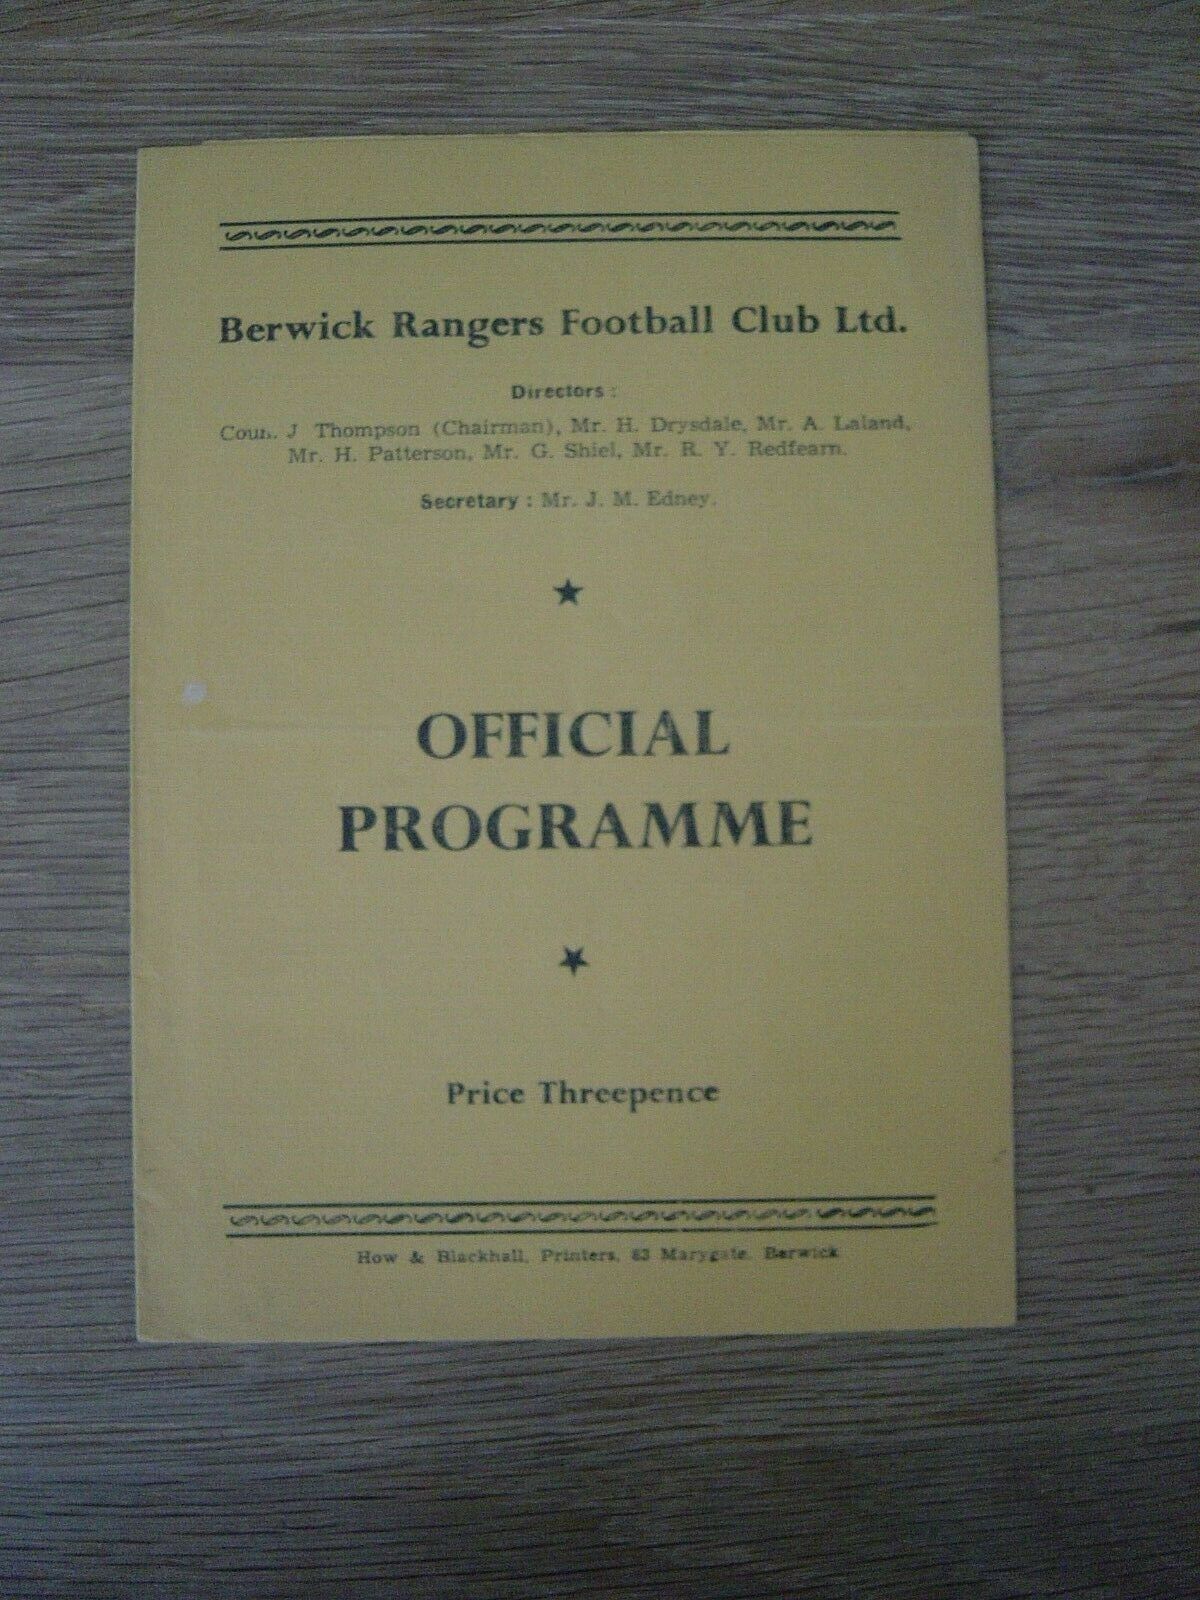 Berwick Rangers Football Club Ltd.
Directors :
Coun. J Thompson (Chairman), Mr. H. Drysdale, Mr. A. Laland,
Mr. H. Patterson, Mr. G. Shiel, Mr. R. Y. Redfearn.
Secretary : Mr. J. M. Edney.
OFFICIAL
PROGRAMME
Price Threepence
How & Blackhall, Printers, 83 Marygate, Berwick